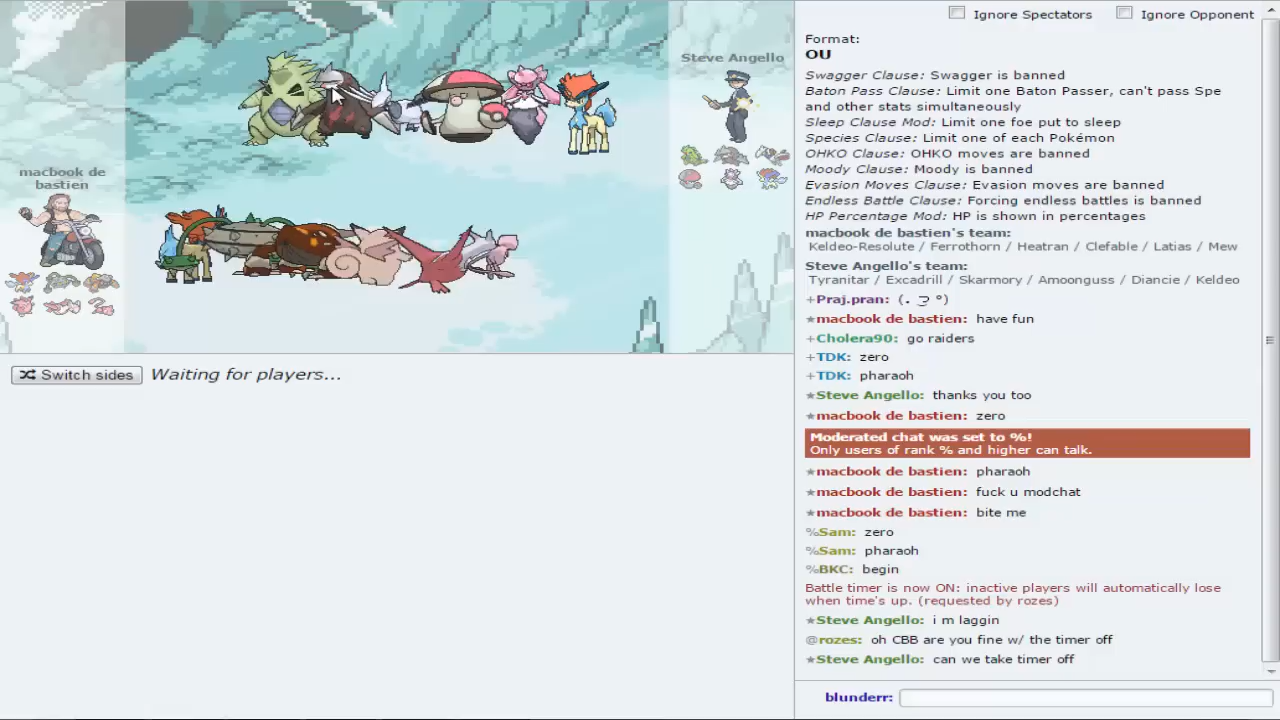 Steve Angello
macbook de
bastien
Switch sides
Waiting for players...
Ignore Spectators
Ignore Opponent
Format:
OU
Swagger Clause: Swagger is banned
Baton Pass Clause: Limit one Baton Passer, can't pass Spe
and other stats simultaneously
Sleep Clause Mod: Limit one foe put to sleep
Species Clause: Limit one of each Pokémon
OHKO Clause: OHKO moves are banned
Moody Clause: Moody is banned
Evasion Moves Clause: Evasion moves are banned
Endless Battle Clause: Forcing endless battles is banned
HP Percentage Mod: HP is shown in percentages
macbook de bastien's team:
Keldeo-Resolute / Ferrothorn / Heatran / Clefable / Latias / Mew
Steve Angello's team:
Tyranitar / Excadrill / Skarmory / Amoonguss / Diancie / Keldeo
+Praj.pran: (. つ °)
★macbook de bastien: have fun
+Cholera90: go raiders
+TDK: zero
+TDK: pharaoh
★Steve Angello: thanks you too
★macbook de bastien: zero
Moderated chat was set to %!
Only users of rank % and higher can talk.
★macbook de bastien: pharaoh
★macbook de bastien: fuck u modchat
★macbook de bastien: bite me
%Sam: zero
%Sam: pharaoh
%BKC: begin
Battle timer is now ON: inactive players will automatically lose
when time's up. (requested by rozes)
★Steve Angello: i m laggin
@rozes: oh CBB are you fine w/ the timer off
★Steve Angello: can we take timer off
blunderr: